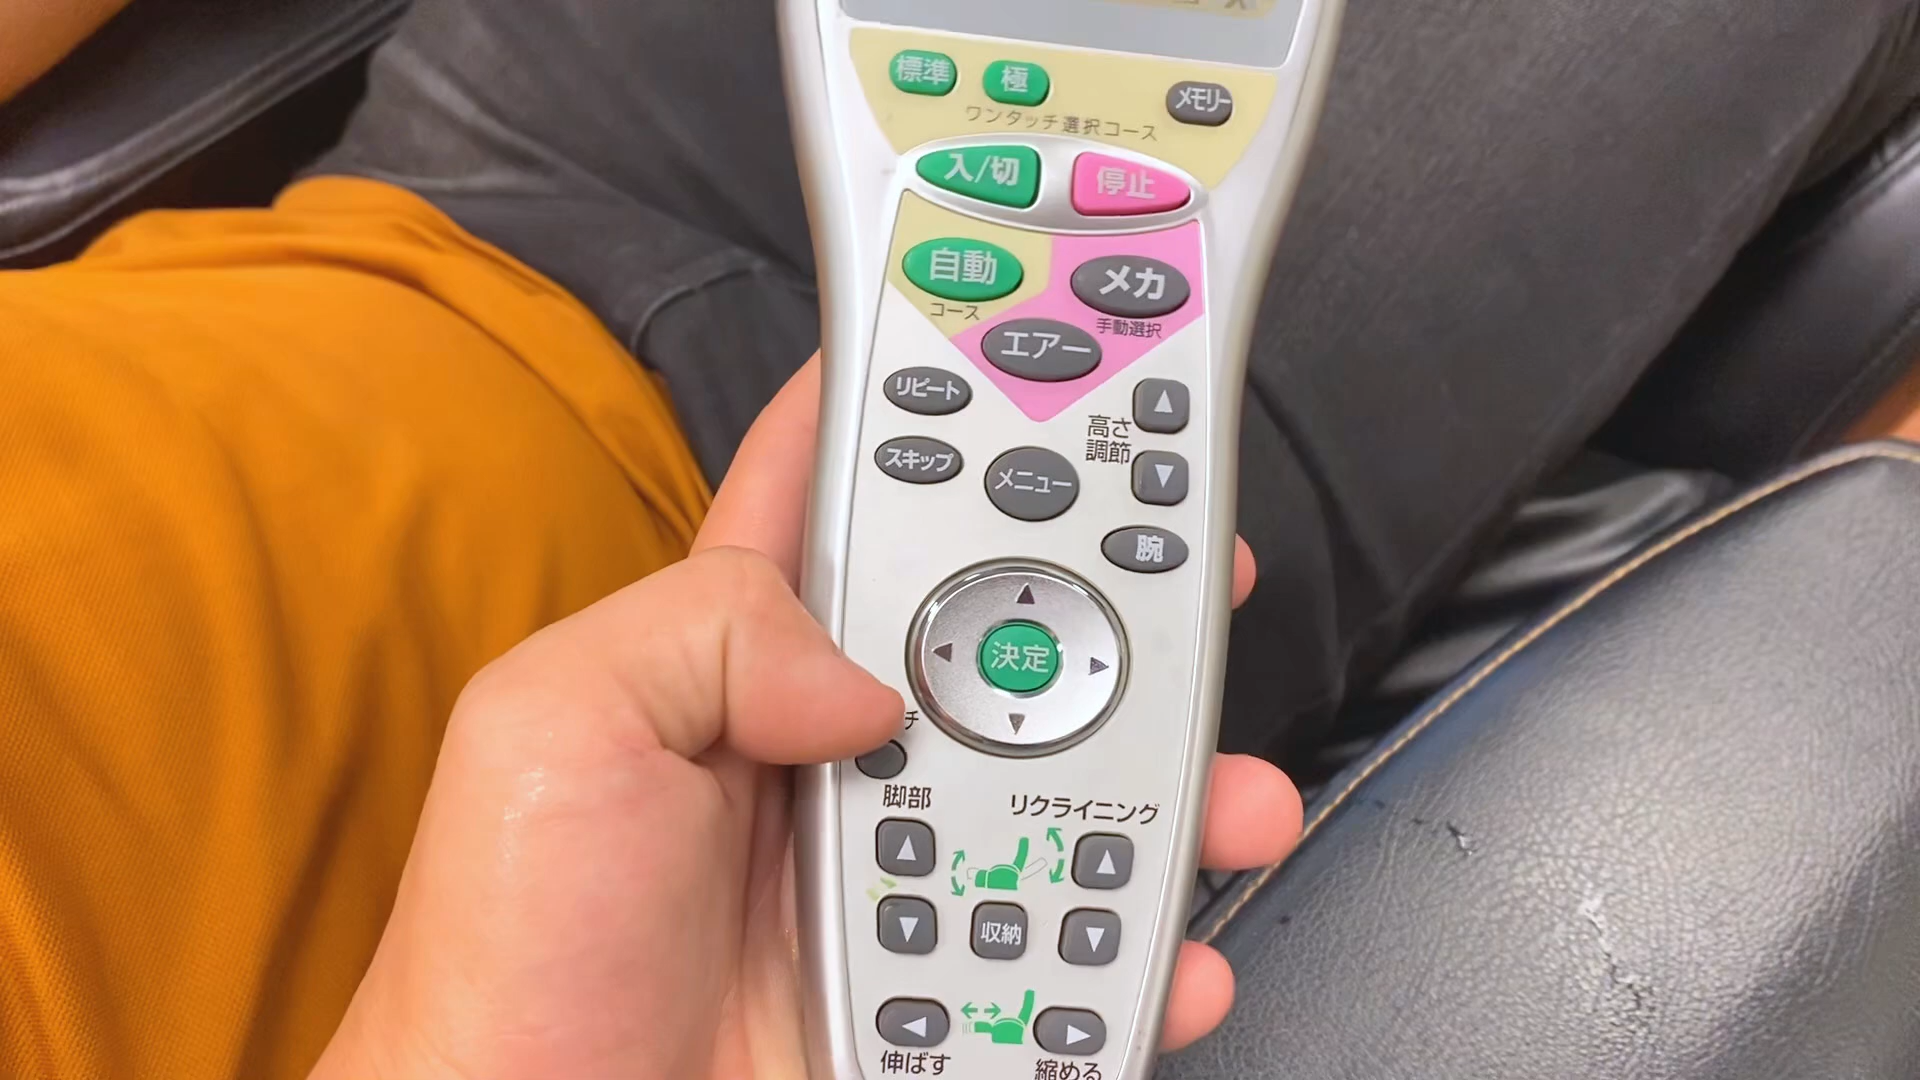 標準
極
メモリー
ワンタッチ選択コース
入/切
停止
自動
コース
メカ
手動選択
エアー
リピート
高さ
調節
スキップ
メニュー
腕
決定
チ
脚部
リクライニング
収納
伸ばす
縮める